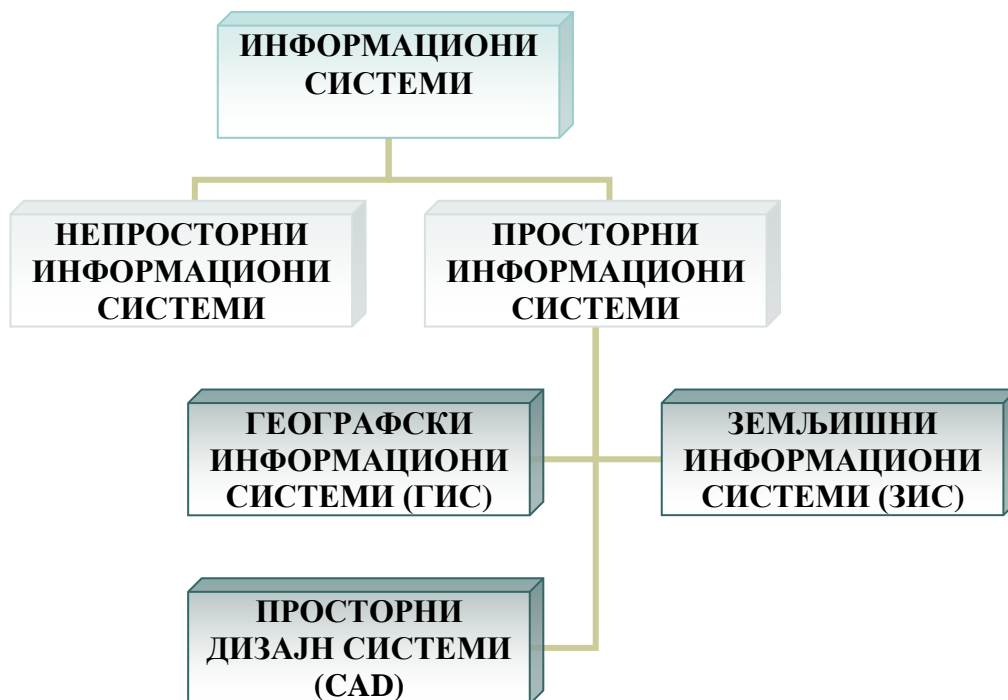 ИНФОРМАЦИОНИ
СИСТЕМИ
НЕПРОСТОРНИ
ИНФОРМАЦИОНИ
СИСТЕМИ
ПРОСТОРНИ
ИНФОРМАЦИОНИ
СИСТЕМИ
ГЕОГРАФСКИ
ИНФОРМАЦИОНИ
СИСТЕМИ (ГИС)
ЗЕМЉИШНИ
ИНФОРМАЦИОНИ
СИСТЕМИ (ЗИС)
ПРОСТОРНИ
ДИЗАЈН СИСТЕМИ
(CAD)